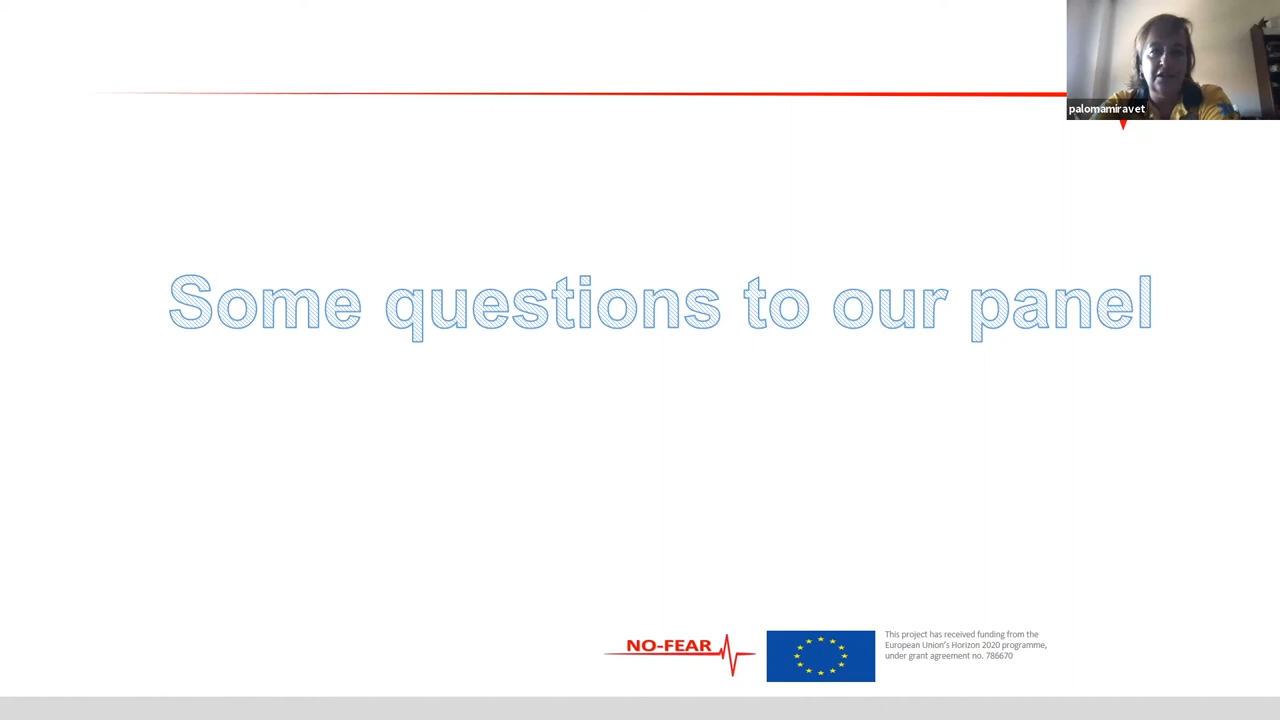 palomamiravet
Some questions to our panel
NO-FEAR
This project has received funding from the
European Union's Horizon 2020 programme,
under grant agreement no. 786670